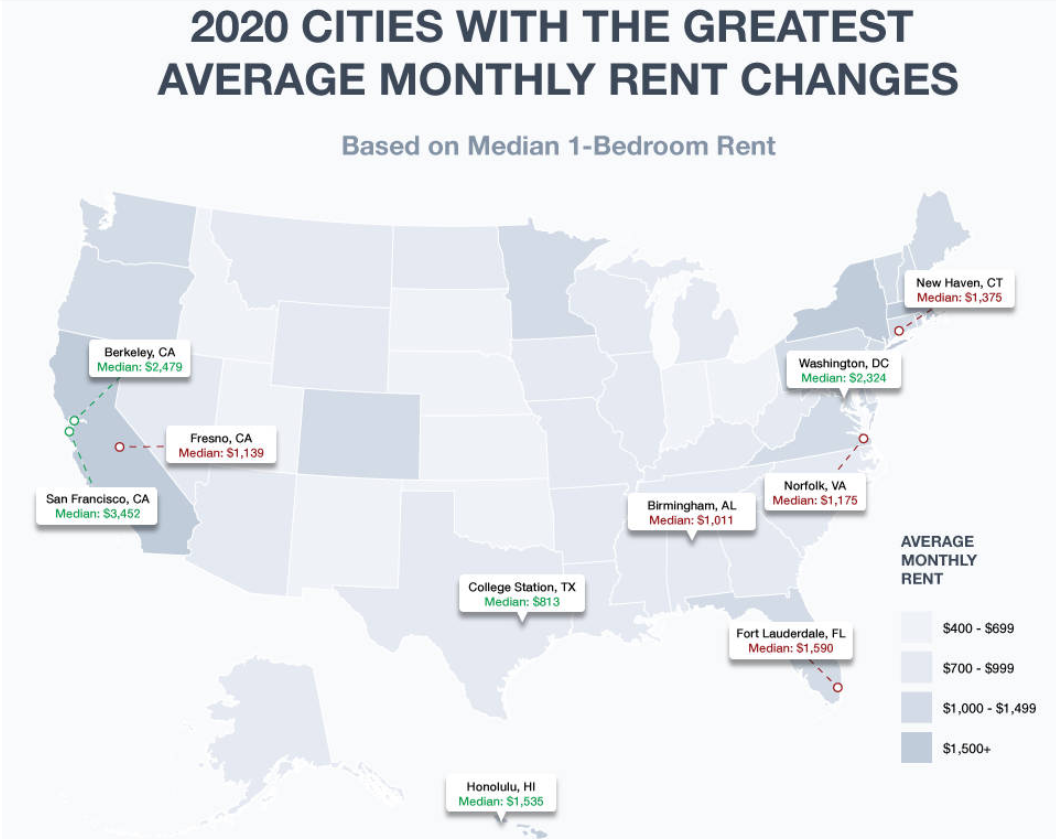 2020 CITIES WITH THE GREATEST
AVERAGE MONTHLY RENT CHANGES
Based on Median 1-Bedroom Rent
New Haven, CT
Median: $1,375
Berkeley, CA
Median: $2,479
Washington, DC
Median: $2,324
Fresno, CA
Median: $1,139
San Francisco, CA
Median: $3,452
Norfolk, VA
Median: $1,175
Birmingham, AL
Median: $1,011
College Station, TX
Median: $813
Fort Lauderdale, FL
Median: $1,590
Honolulu, HI
Median: $1,535
AVERAGE
MONTHLY
RENT
$400 - $699
$700 - $999
$1,000 - $1,499
$1,500+